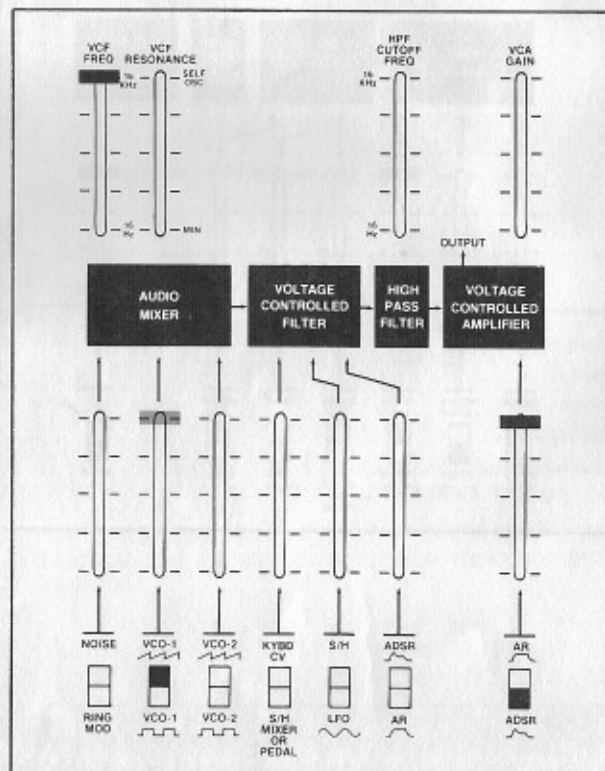 VCF
FREQ
VCF
RESONANCE
HPF
CUTOFF
FREQ
VCA
GAIN
16
KHz
SELF
OSC
16
KHz
16
Hz
MIN
16
Hz
OUTPUT
AUDIO
MIXER
VOLTAGE
CONTROLLED
FILTER
HIGH
PASS
FILTER
VOLTAGE
CONTROLLED
AMPLIFIER
NOISE
VCO-1
VCO-2
KYBD
CV
S/H
ADSR
AR
RING
MOD
VCO-1
VCO-2
S/H
MIXER
OR
PEDAL
LFO
AR
ADSR